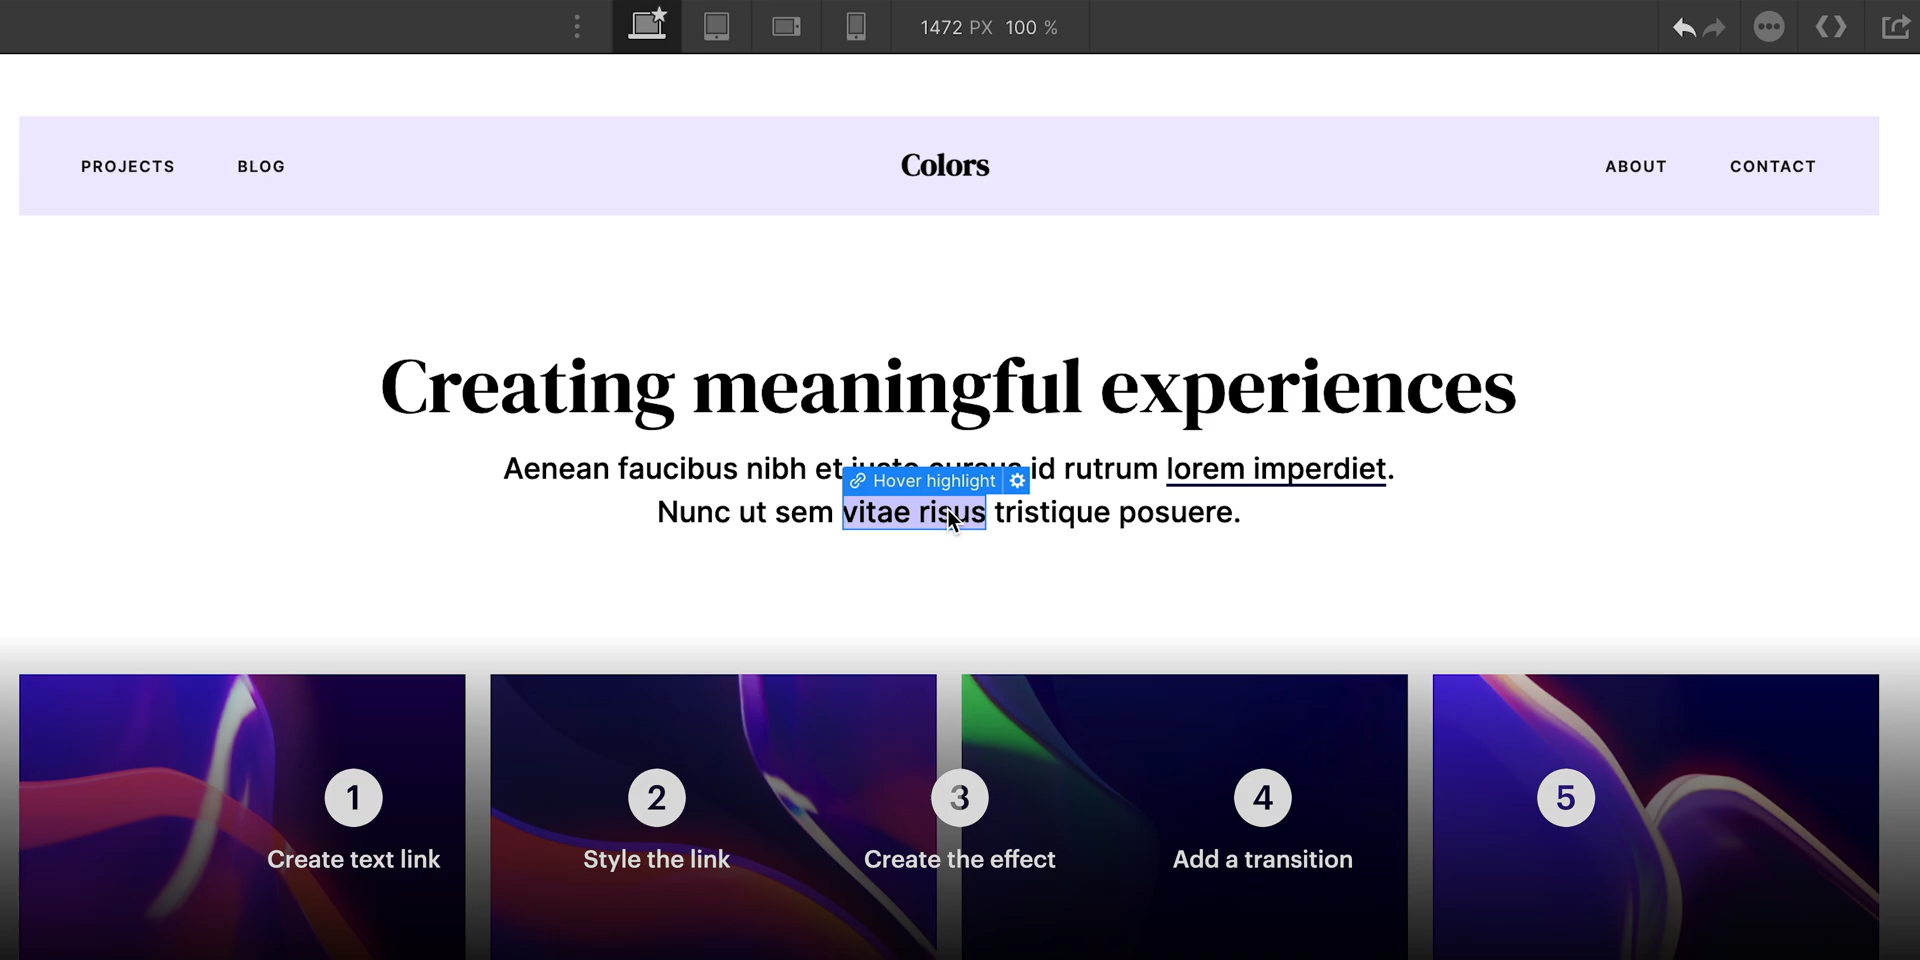 1472 PX 100 %
PROJECTS BLOG Colors ABOUT CONTACT
Creating meaningful experiences
Aenean faucibus nibh et justo cursus id rutrum lorem imperdiet.
Hover highlight
Nunc ut sem vitae risus tristique posuere.
1 2 3 4 5
Create text link Style the link Create the effect Add a transition